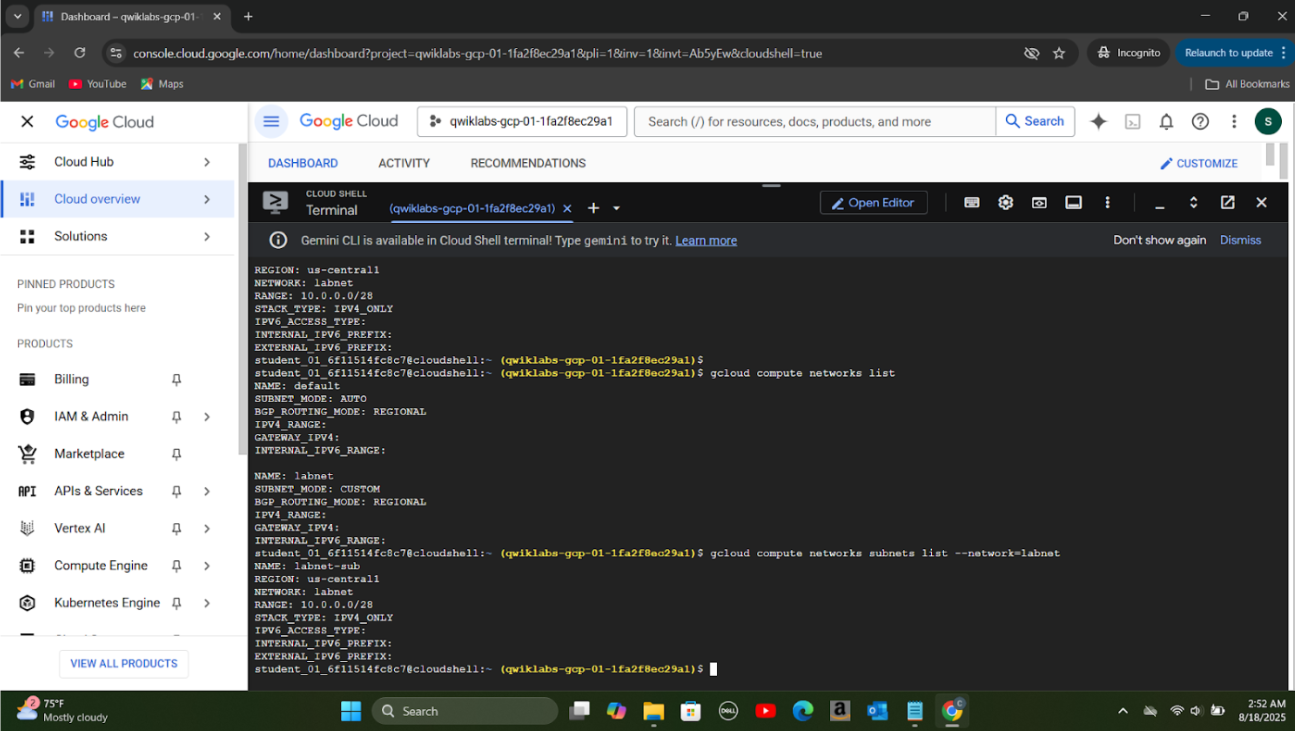 Dashboard – qwiklabs-gcp-01-
console.cloud.google.com/home/dashboard?project=qwiklabs-gcp-01-1fa2f8ec29a1&pli=1&inv=1&invt=Ab5yEw&cloudshell=true
Incognito
Relaunch to update
Gmail
YouTube
Maps
All Bookmarks
Google Cloud
Cloud Hub
Cloud overview
Solutions
PINNED PRODUCTS
Pin your top products here
PRODUCTS
Billing
IAM & Admin
Marketplace
API APIs & Services
Vertex AI
Compute Engine
Kubernetes Engine
VIEW ALL PRODUCTS
Google Cloud
qwiklabs-gcp-01-1fa2f8ec29a1
Search (/) for resources, docs, products, and more
Search
S
DASHBOARD
ACTIVITY
RECOMMENDATIONS
CUSTOMIZE
CLOUD SHELL
Terminal
(qwiklabs-gcp-01-1fa2f8ec29a1)
Open Editor
Gemini CLI is available in Cloud Shell terminal! Type gemini to try it. Learn more
Don't show again
Dismiss
REGION: us-central1
NETWORK: labnet
RANGE: 10.0.0.0/28
STACK_TYPE: IPV4_ONLY
IPV6_ACCESS_TYPE:
INTERNAL_IPV6_PREFIX:
EXTERNAL_IPV6_PREFIX:
student_01_6f11514fc8c7@cloudshell:~ (qwiklabs-gcp-01-1fa2f8ec29a1)$
student_01_6f11514fc8c7@cloudshell:~ (qwiklabs-gcp-01-1fa2f8ec29a1)$ gcloud compute networks list
NAME: default
SUBNET_MODE: AUTO
BGP_ROUTING_MODE: REGIONAL
IPV4_RANGE:
GATEWAY_IPV4:
INTERNAL_IPV6_RANGE:
NAME: labnet
SUBNET_MODE: CUSTOM
BGP_ROUTING_MODE: REGIONAL
IPV4_RANGE:
GATEWAY_IPV4:
INTERNAL_IPV6_RANGE:
student_01_6f11514fc8c7@cloudshell:~ (qwiklabs-gcp-01-1fa2f8ec29a1)$ gcloud compute networks subnets list --network=labnet
NAME: labnet-sub
REGION: us-central1
NETWORK: labnet
RANGE: 10.0.0.0/28
STACK_TYPE: IPV4_ONLY
IPV6_ACCESS_TYPE:
INTERNAL_IPV6_PREFIX:
EXTERNAL_IPV6_PREFIX:
student_01_6f11514fc8c7@cloudshell:~ (qwiklabs-gcp-01-1fa2f8ec29a1)$
2
75°F
Mostly cloudy
Search
DELL
a
C
2:52 AM
8/18/2025